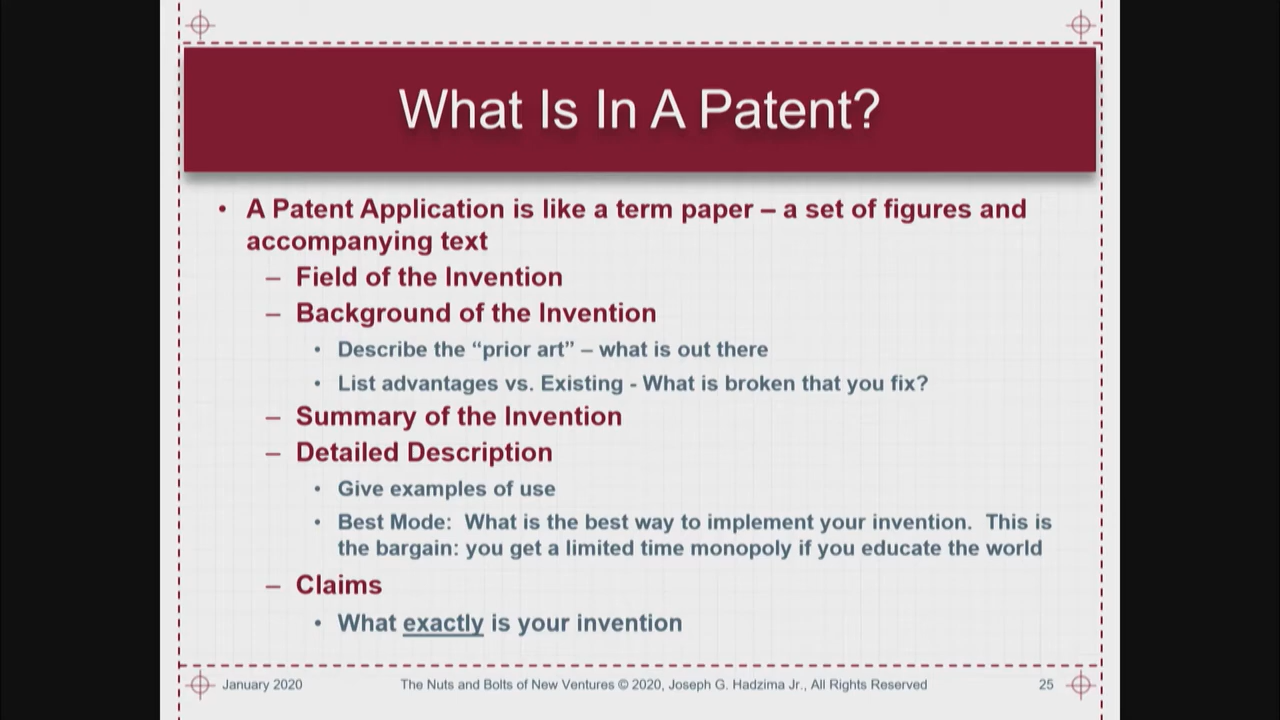 What Is In A Patent?
• A Patent Application is like a term paper – a set of figures and
accompanying text
– Field of the Invention
– Background of the Invention
• Describe the “prior art” – what is out there
• List advantages vs. Existing - What is broken that you fix?
– Summary of the Invention
– Detailed Description
• Give examples of use
• Best Mode:  What is the best way to implement your invention.  This is
the bargain: you get a limited time monopoly if you educate the world
– Claims
• What exactly is your invention
January 2020
The Nuts and Bolts of New Ventures © 2020, Joseph G. Hadzima Jr., All Rights Reserved
25